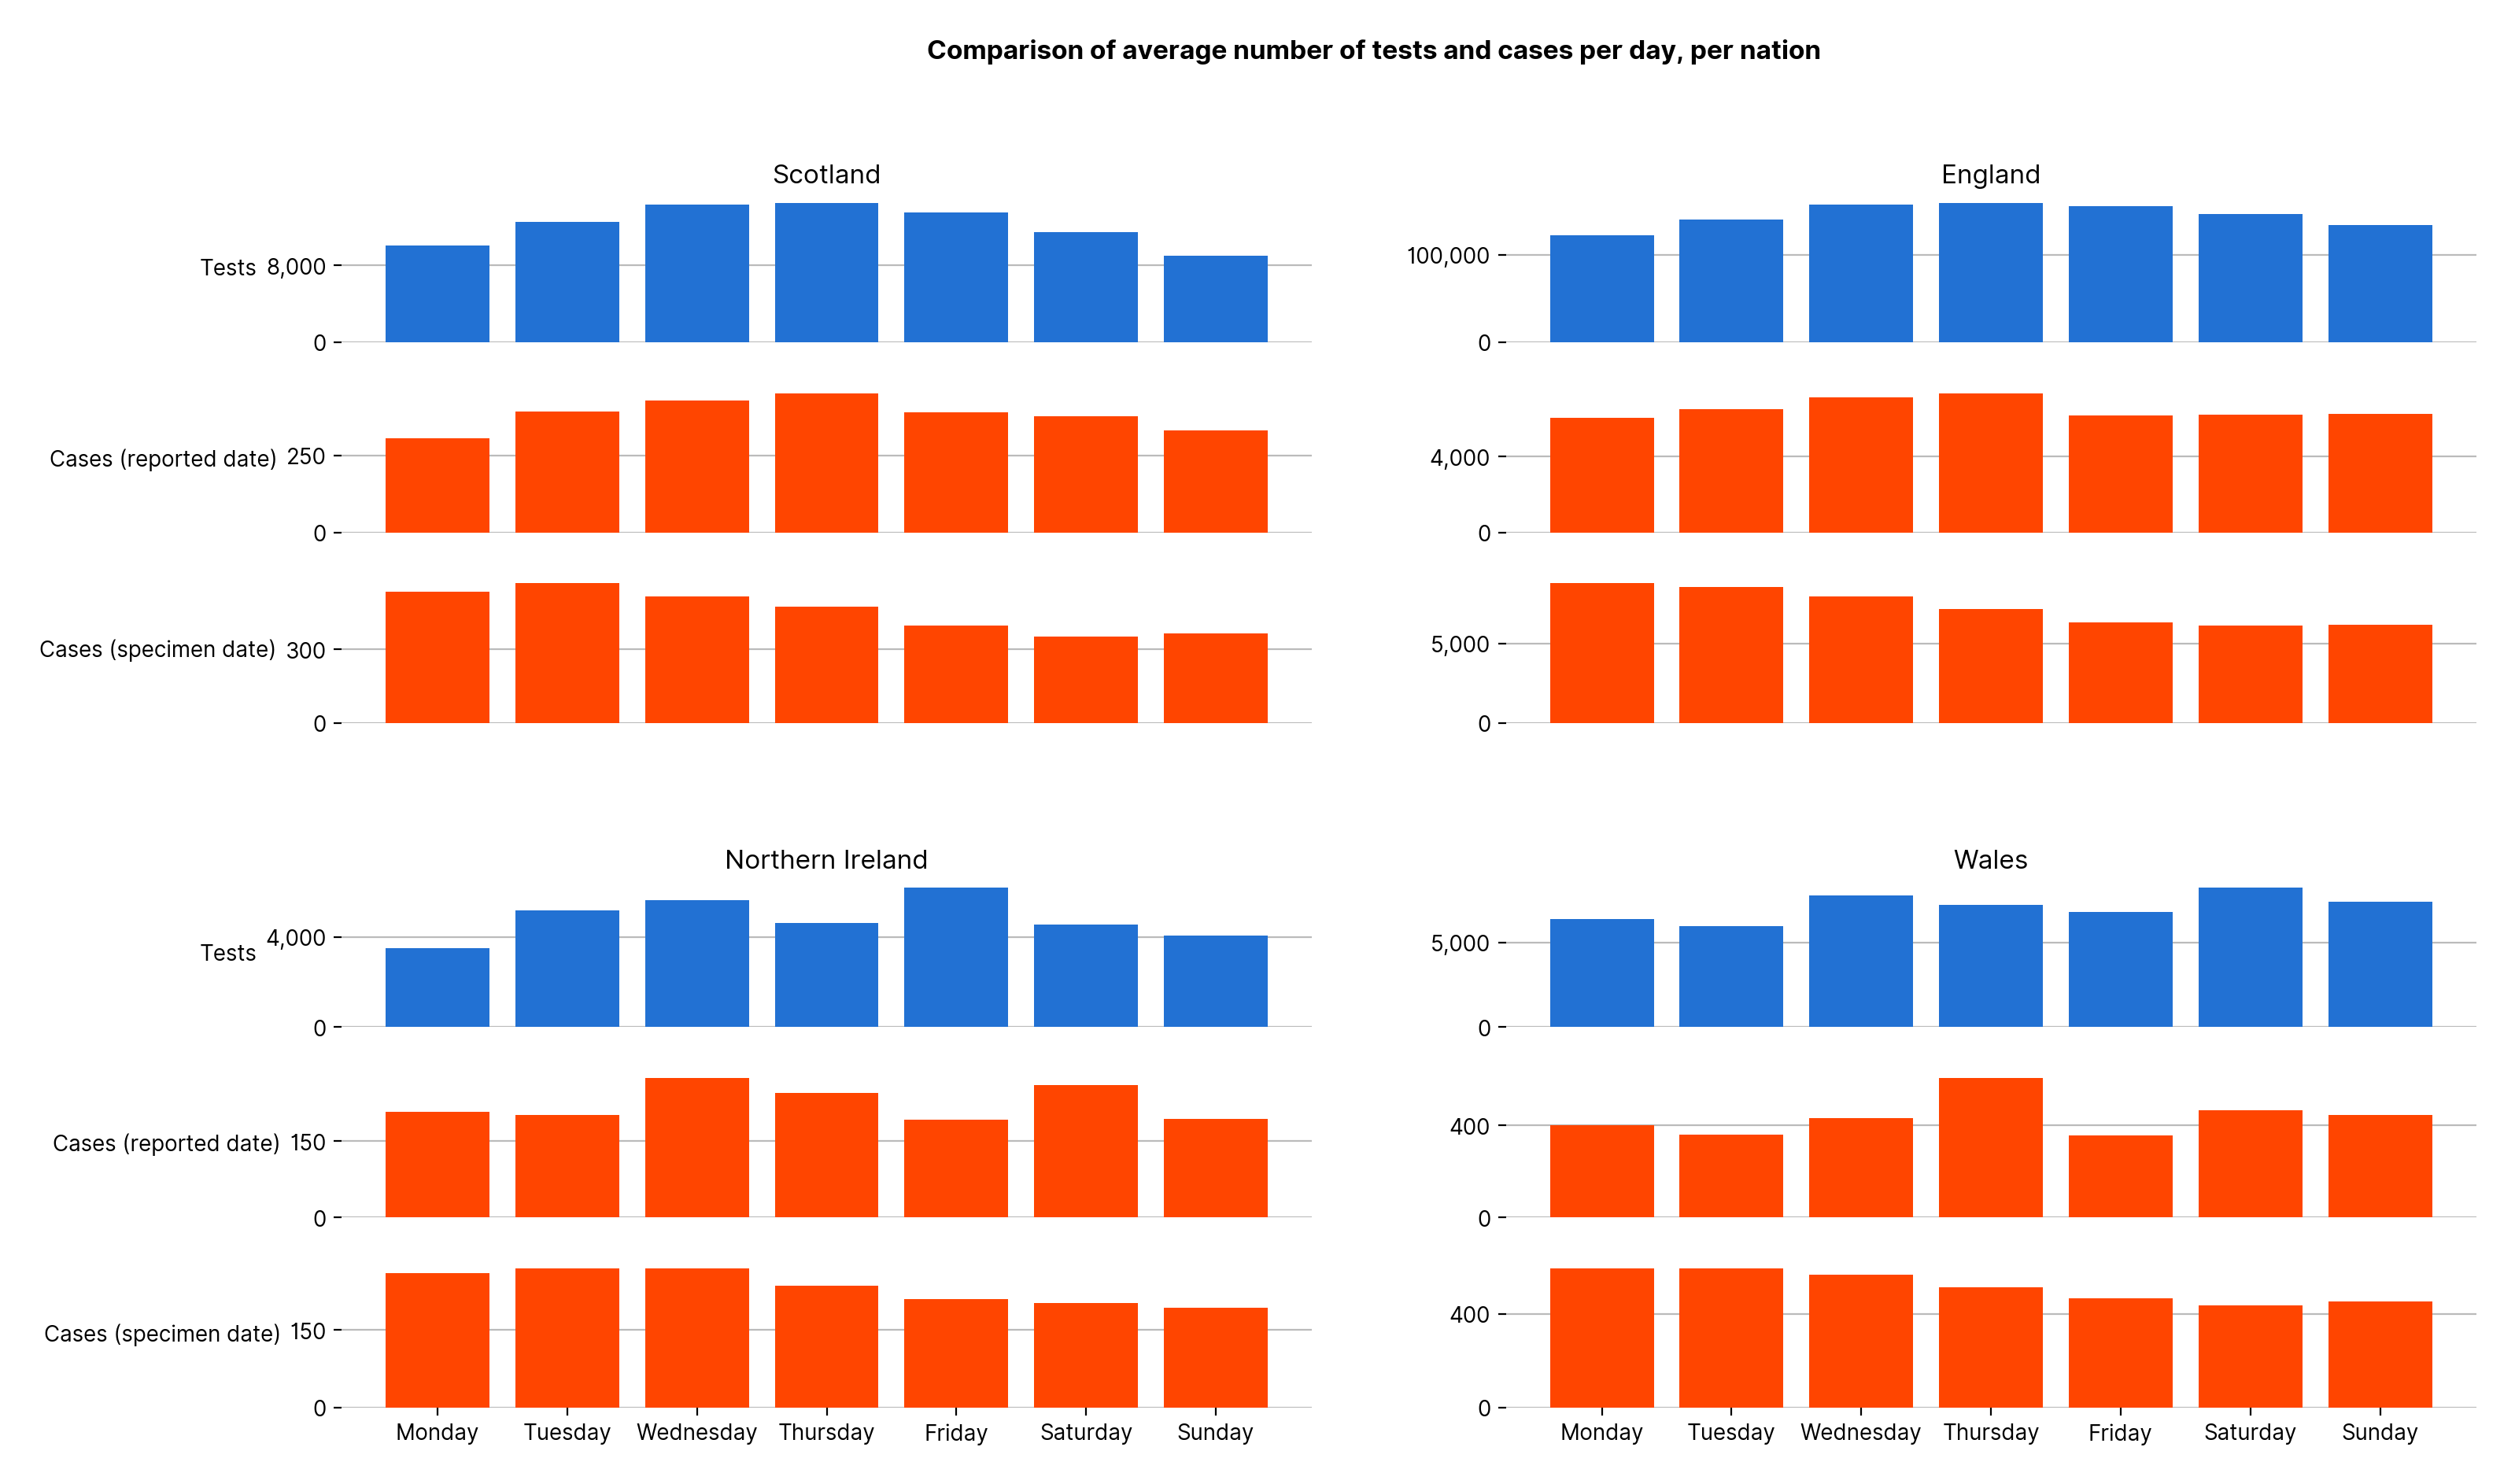 Comparison of average number of tests and cases per day, per nation
Scotland
Tests 8,000
0
Cases (reported date) 250
0
Cases (specimen date) 300
0
England
100,000
0
4,000
0
5,000
0
Northern Ireland
Tests 4,000
0
Cases (reported date) 150
0
Cases (specimen date) 150
0
Monday Tuesday Wednesday Thursday Friday Saturday Sunday
Wales
5,000
0
400
0
400
0
Monday Tuesday Wednesday Thursday Friday Saturday Sunday